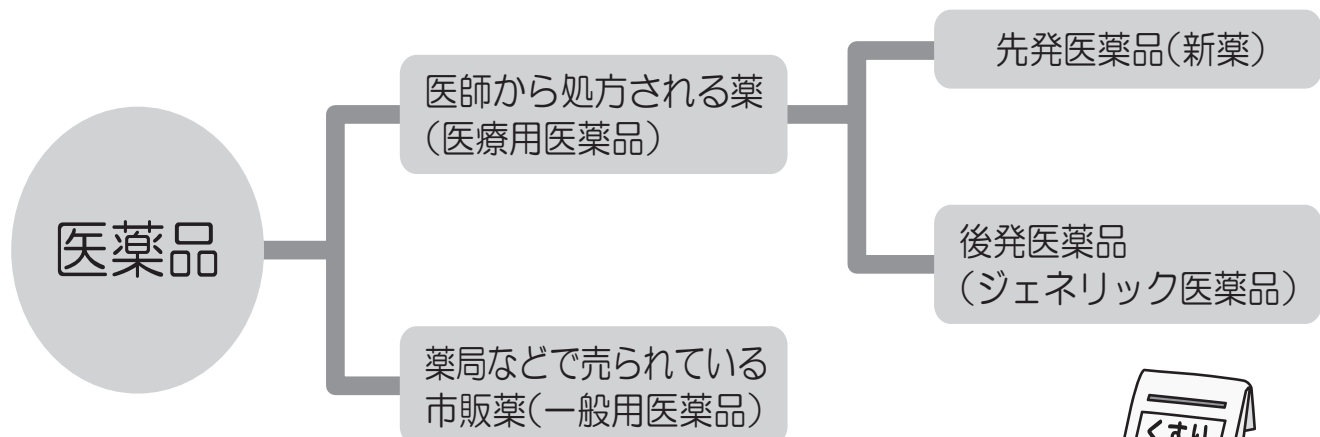 医薬品
医師から処方される薬
(医療用医薬品)
先発医薬品(新薬)
後発医薬品
(ジェネリック医薬品)
薬局などで売られている
市販薬(一般用医薬品)
くすり